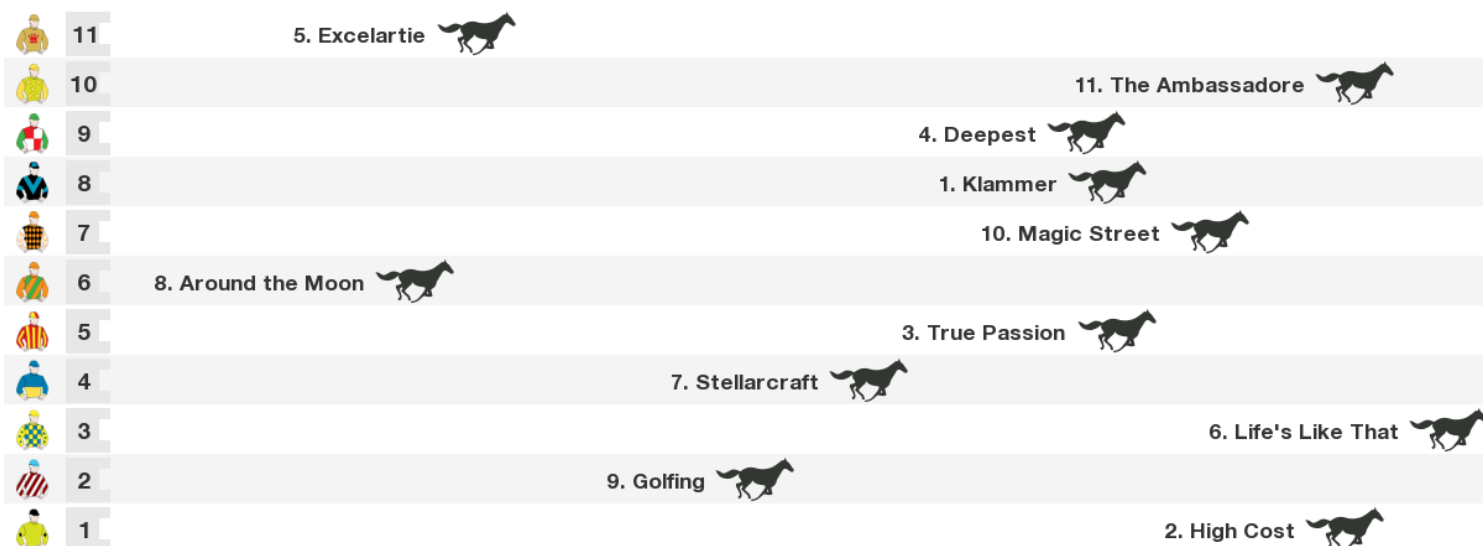 11 5. Excelartie
10 11. The Ambassadore
9 4. Deepest
8 1. Klammer
7 10. Magic Street
6 8. Around the Moon
5 3. True Passion
4 7. Stellarcraft
3 6. Life's Like That
2 9. Golfing
1 2. High Cost